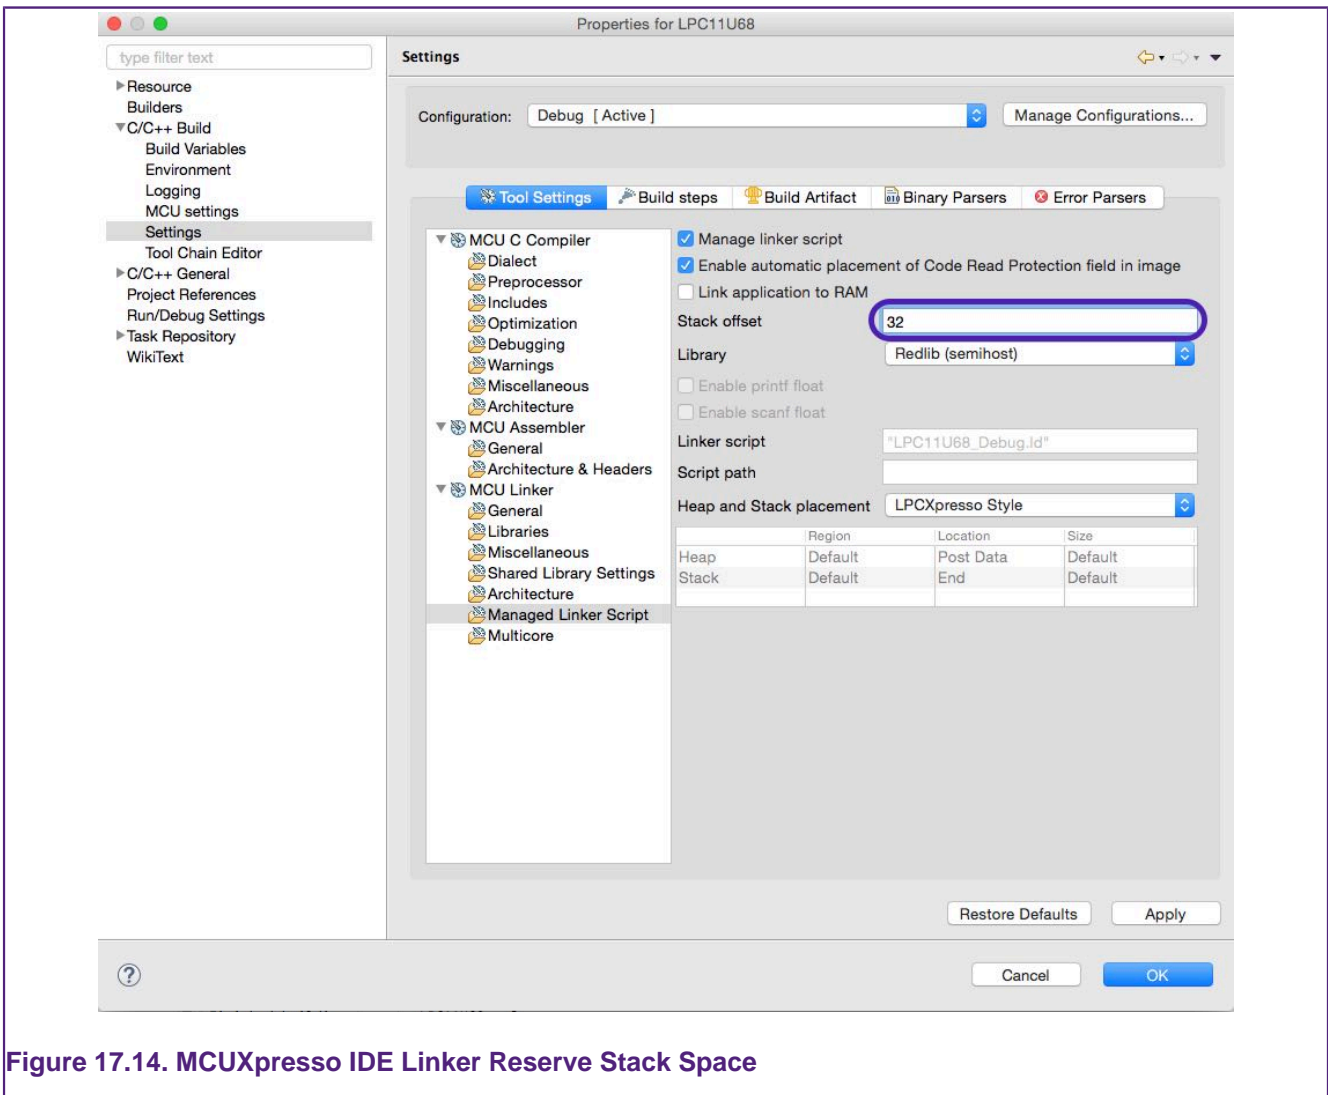 Properties for LPC11U68
type filter text
Settings
Resource
Builders
C/C++ Build
Build Variables
Environment
Logging
MCU settings
Settings
Tool Chain Editor
C/C++ General
Project References
Run/Debug Settings
Task Repository
WikiText
Configuration: Debug [ Active ] Manage Configurations...
Tool Settings Build steps Build Artifact Binary Parsers Error Parsers
MCU C Compiler
Dialect
Preprocessor
Includes
Optimization
Debugging
Warnings
Miscellaneous
Architecture
MCU Assembler
General
Architecture & Headers
MCU Linker
General
Libraries
Miscellaneous
Shared Library Settings
Architecture
Managed Linker Script
Multicore
Manage linker script
Enable automatic placement of Code Read Protection field in image
Link application to RAM
Stack offset 32
Library Redlib (semihost)
Enable printf float
Enable scanf float
Linker script "LPC11U68_Debug.ld"
Script path
Heap and Stack placement LPCXpresso Style
Region Location Size
Heap Default Post Data Default
Stack Default End Default
Restore Defaults Apply
? Cancel OK
Figure 17.14. MCUXpresso IDE Linker Reserve Stack Space